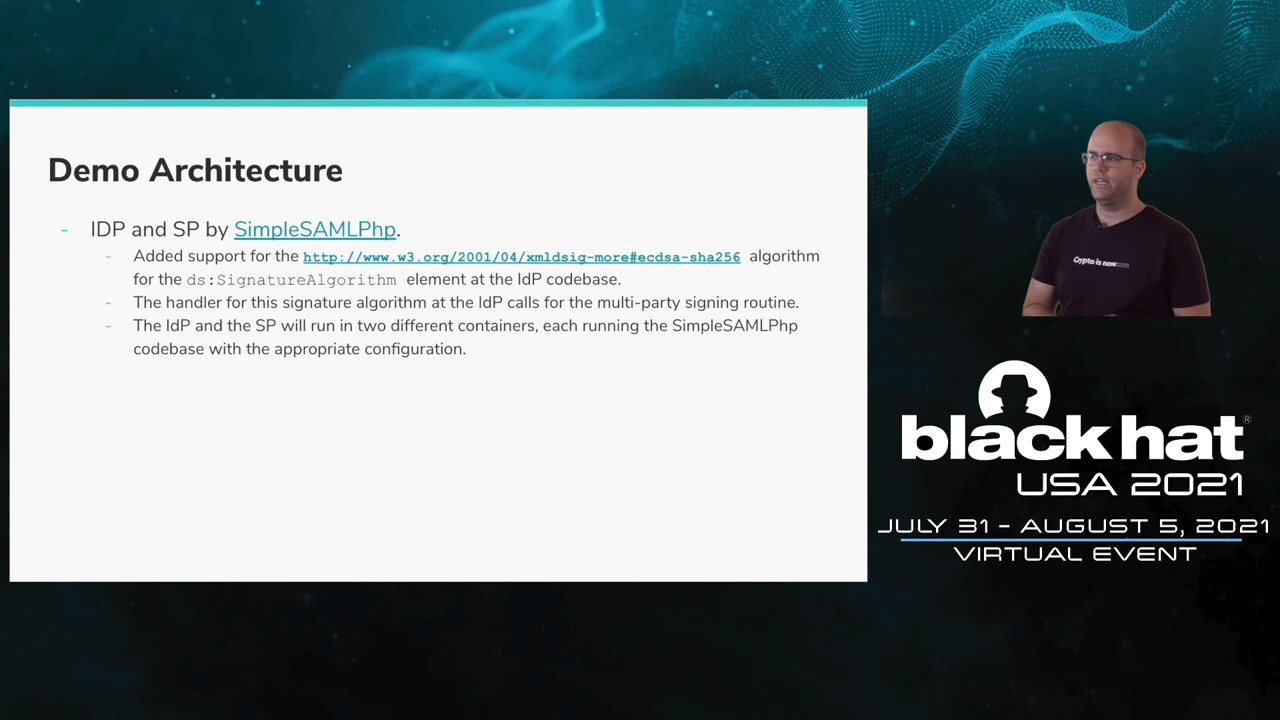 Demo Architecture
- IDP and SP by SimpleSAMLPhp.
- Added support for the http://www.w3.org/2001/04/xmldsig-more#ecdsa-sha256 algorithm
for the ds:SignatureAlgorithm element at the IdP codebase.
- The handler for this signature algorithm at the IdP calls for the multi-party signing routine.
- The IdP and the SP will run in two different containers, each running the SimpleSAMLPhp
codebase with the appropriate configuration.
Crypto is now
black hat®
USA 2021
JULY 31 - AUGUST 5, 2021
VIRTUAL EVENT